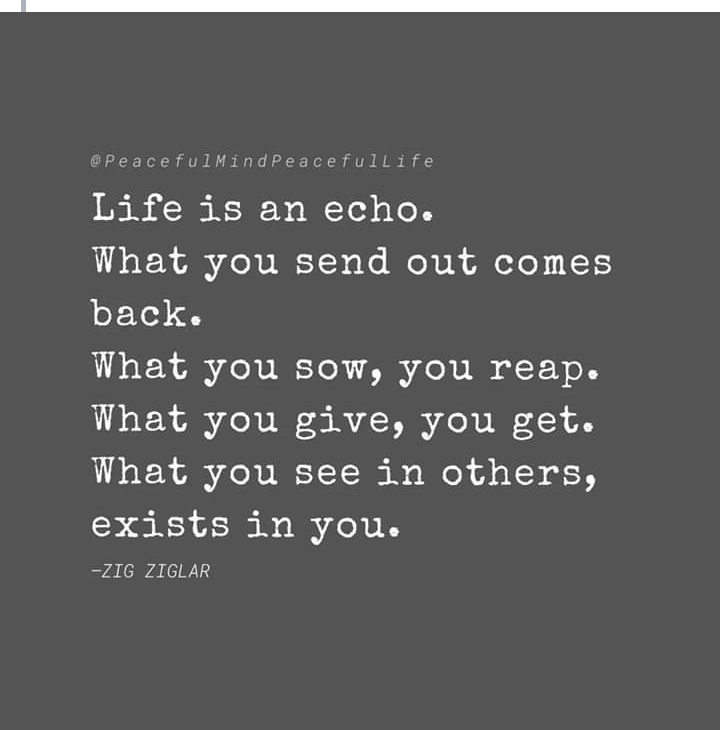 @PeacefulMindPeacefulLife
Life is an echo.
What you send out comes
back.
What you sow, you reap.
What you give, you get.
What you see in others,
exists in you.
—ZIG ZIGLAR